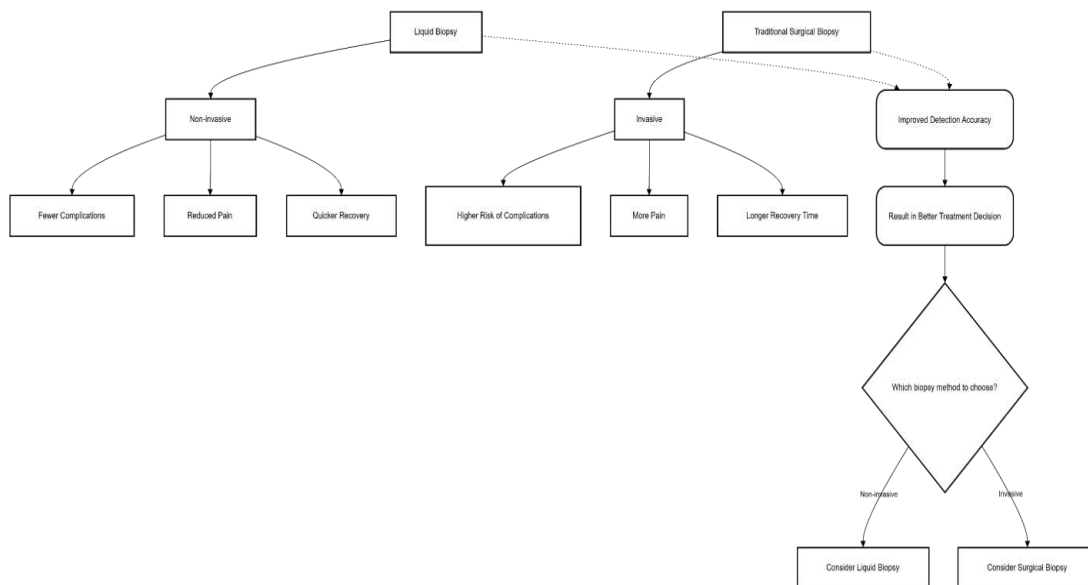 Liquid Biopsy
Traditional Surgical Biopsy
Non-invasive
Invasive
Improved Detection Accuracy
Fewer Complications
Reduced Pain
Quicker Recovery
Higher Risk of Complications
More Pain
Longer Recovery Time
Result in Better Treatment Decision
Which biopsy method to choose?
Non-invasive
Invasive
Consider Liquid Biopsy
Consider Surgical Biopsy